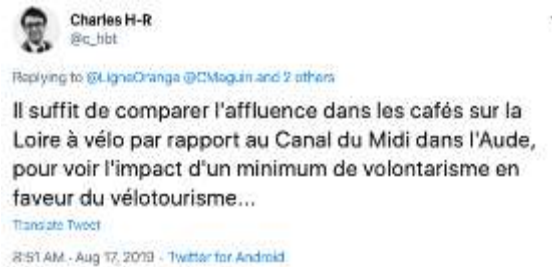 Charles H-R
@c_hbt
Replying to @LigneOrange @CMaguin and 2 others
Il suffit de comparer l'affluence dans les cafés sur la
Loire à vélo par rapport au Canal du Midi dans l'Aude,
pour voir l'impact d'un minimum de volontarisme en
faveur du vélotourisme...
Translate Tweet
8:51 AM - Aug 17, 2019 - Twitter for Android